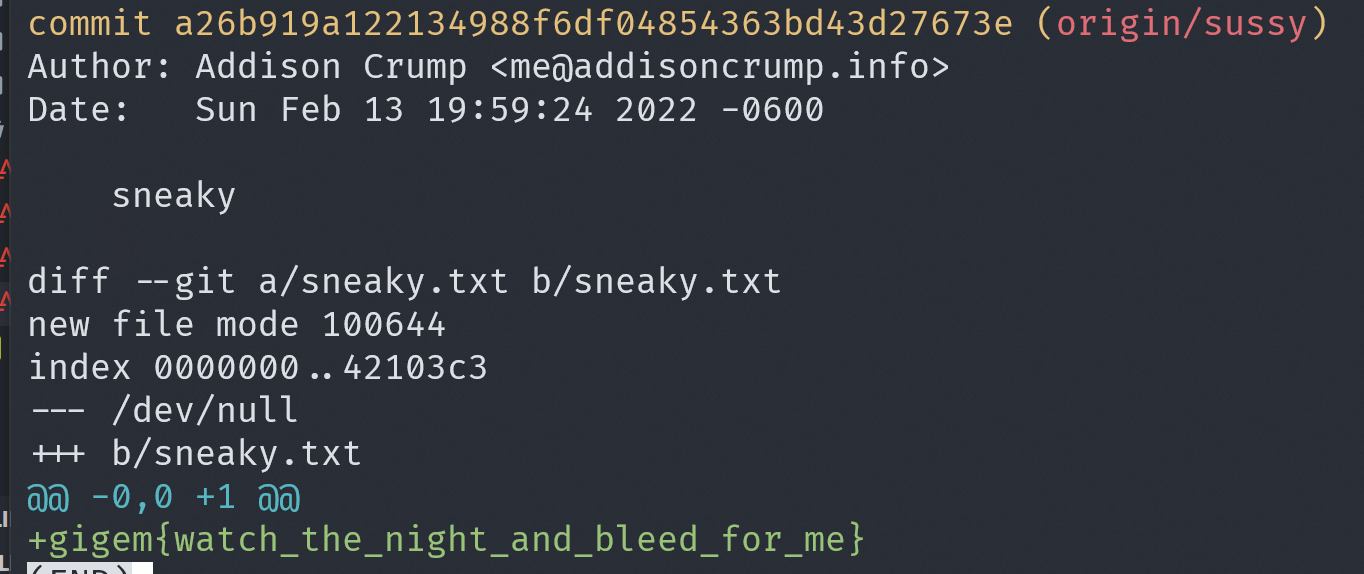 commit a26b919a122134988f6df04854363bd43d27673e (origin/sussy)
Author: Addison Crump <me@addisoncrump.info>
Date:   Sun Feb 13 19:59:24 2022 -0600
sneaky
diff --git a/sneaky.txt b/sneaky.txt
new file mode 100644
index 0000000..42103c3
--- /dev/null
+++ b/sneaky.txt
@@ -0,0 +1 @@
+gigem{watch_the_night_and_bleed_for_me}
(END)